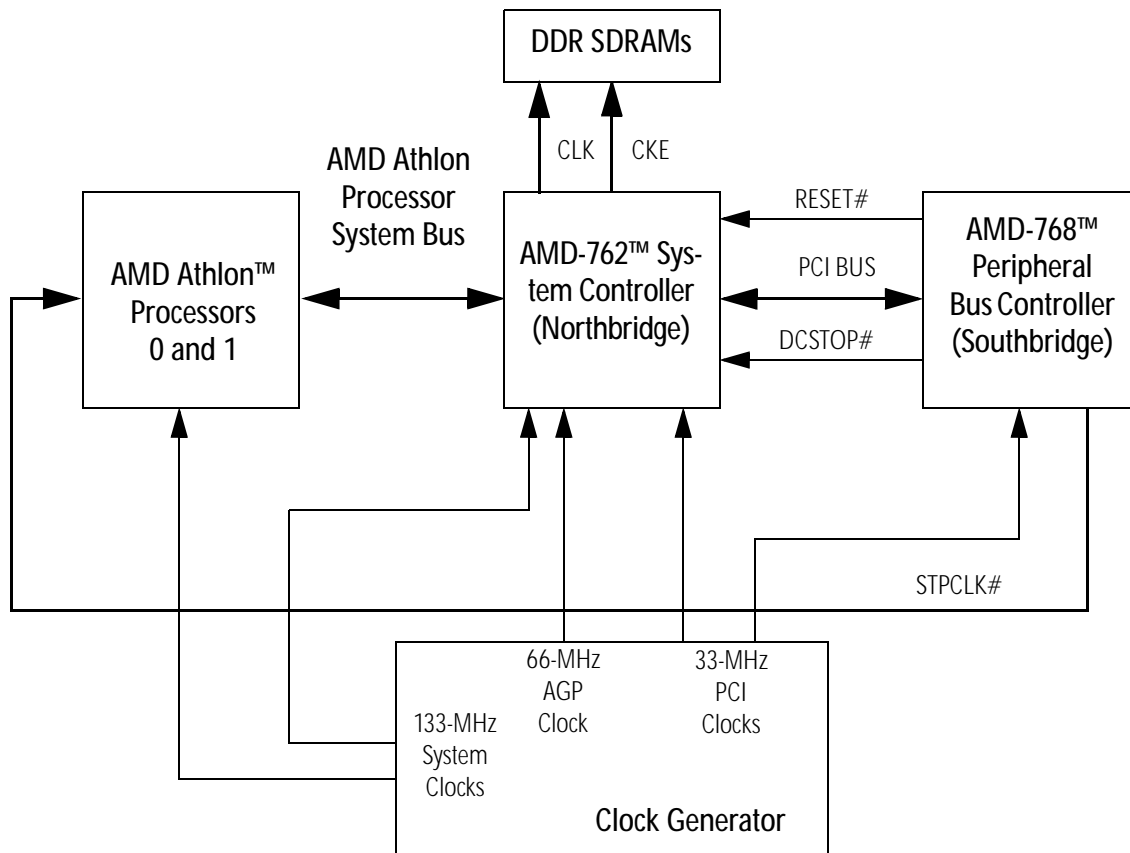 DDR SDRAMs
CLK
CKE
AMD Athlon
Processor
System Bus
RESET#
AMD Athlon™
Processors
0 and 1
AMD-762™ Sys-
tem Controller
(Northbridge)
PCI BUS
AMD-768™
Peripheral
Bus Controller
(Southbridge)
DCSTOP#
STPCLK#
66-MHz
AGP
Clock
33-MHz
PCI
Clocks
133-MHz
System
Clocks
Clock Generator